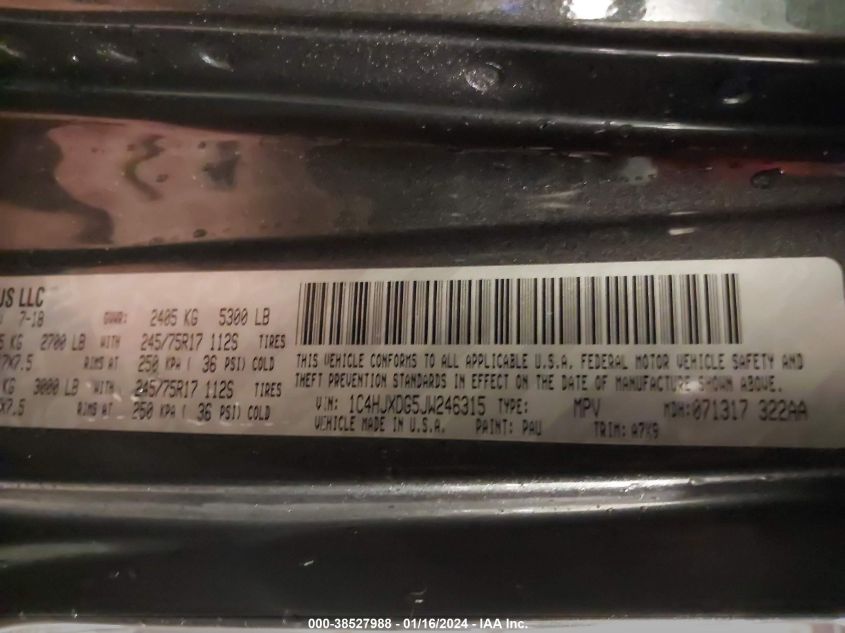 US LLC
7-18 GVWR: 2405 KG 5300 LB
KG 2700 LB WITH 245/75R17 112S TIRES
7X7.5 RIMS AT 250 KPA ( 36 PSI) COLD
KG 3000 LB WITH 245/75R17 112S TIRES
X7.5 RIMS AT 250 KPA ( 36 PSI) COLD
THIS VEHICLE CONFORMS TO ALL APPLICABLE U.S.A. FEDERAL MOTOR VEHICLE SAFETY AND
THEFT PREVENTION STANDARDS IN EFFECT ON THE DATE OF MANUFACTURE SHOWN ABOVE.
VIN: 1C4HJXDG5JW246315 TYPE: MPV MDH:071317 322AA
VEHICLE MADE IN U.S.A. PAINT: PAU TRIM: A7K9
000-38527988 - 01/16/2024 - IAA Inc.